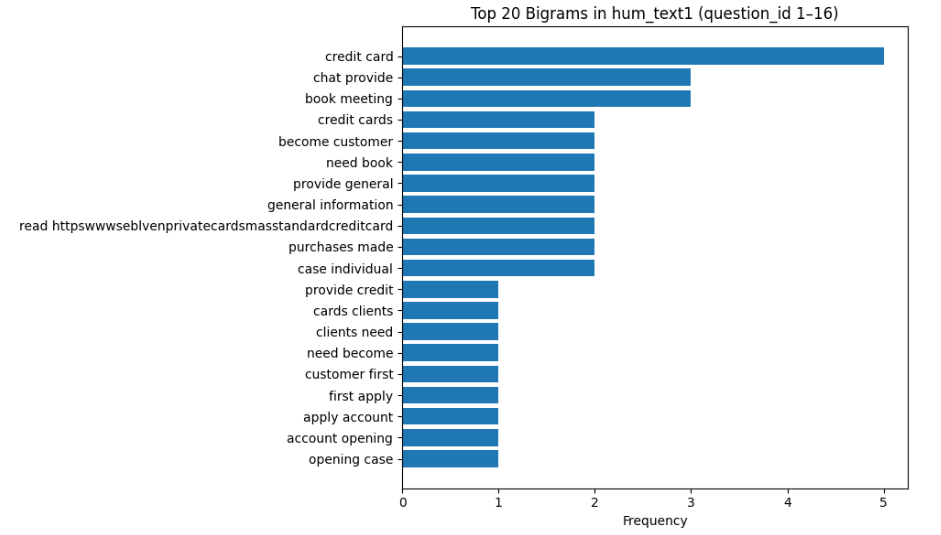 Top 20 Bigrams in hum_text1 (question_id 1–16)
credit card
chat provide
book meeting
credit cards
become customer
need book
provide general
general information
read httpswwwseblvenprivatecardsmasstandardcreditcard
purchases made
case individual
provide credit
cards clients
clients need
need become
customer first
first apply
apply account
account opening
opening case
0 1 2 3 4 5
Frequency